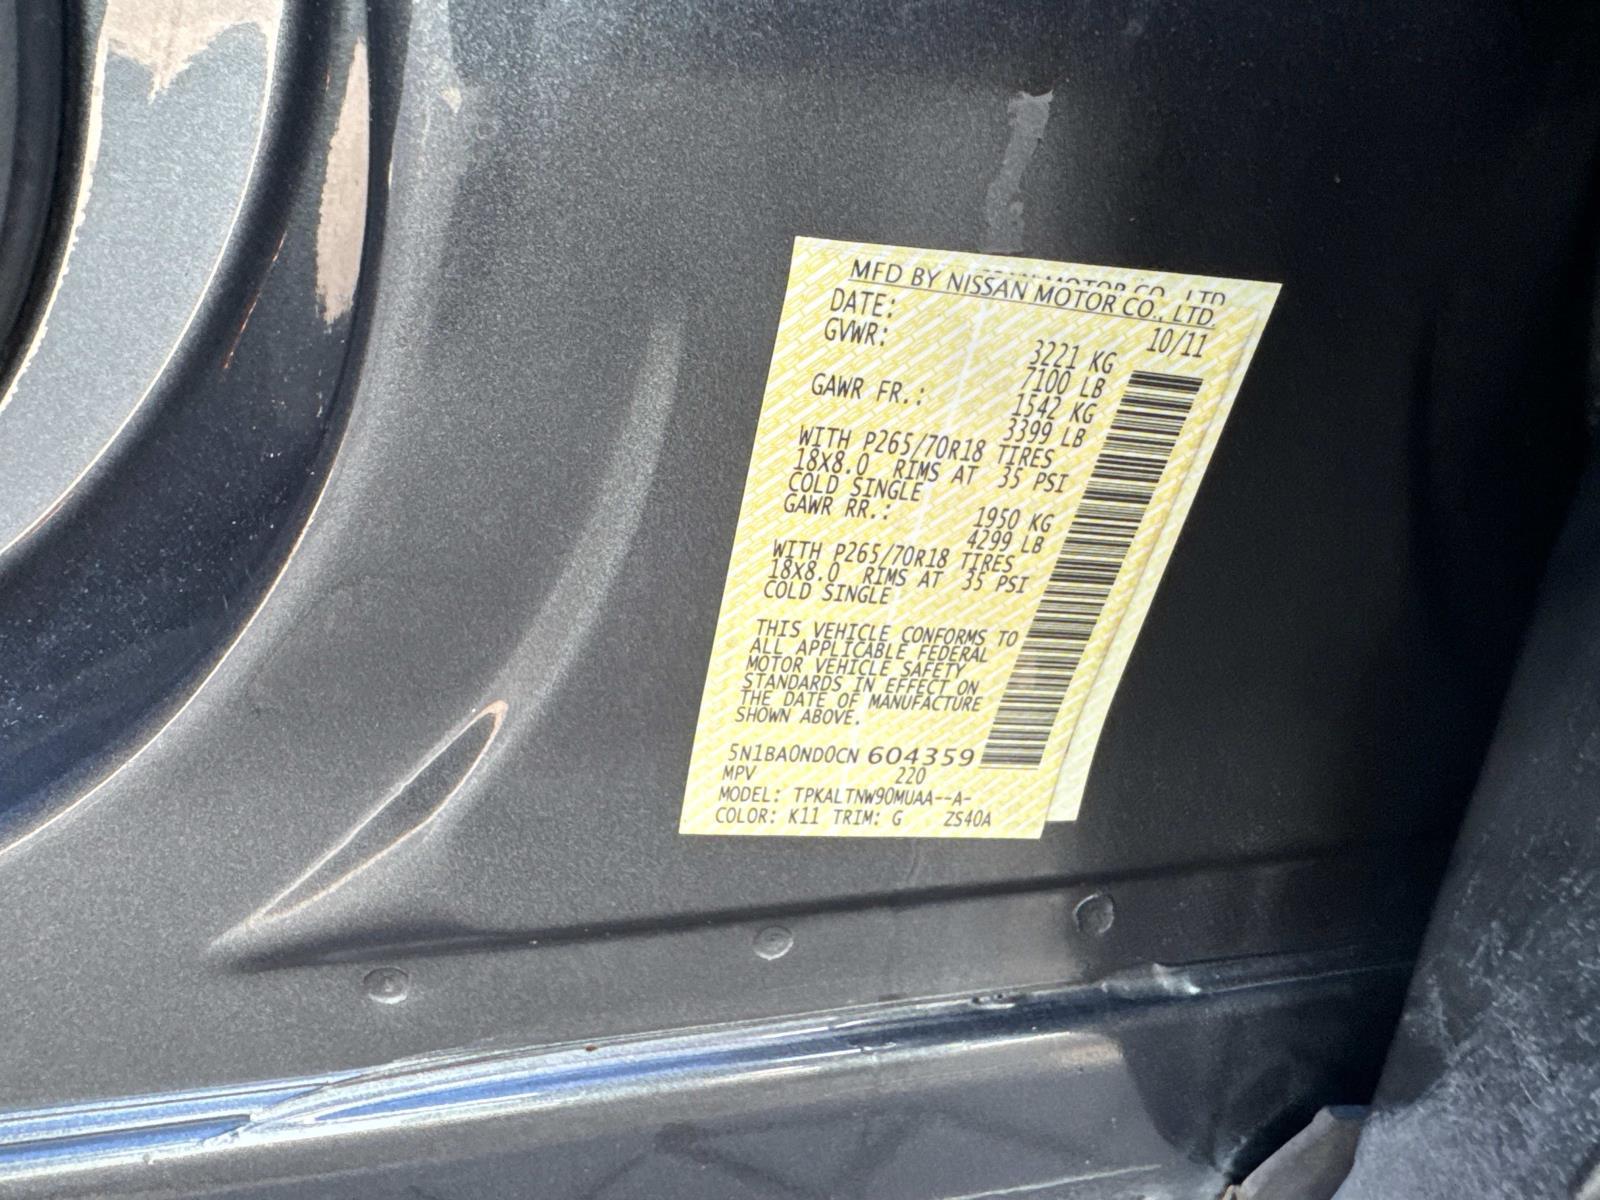 MFD BY NISSAN MOTOR CO., LTD.
DATE: 10/11
GVWR: 3221 KG
7100 LB
GAWR FR.: 1542 KG
3399 LB
WITH P265/70R18 TIRES
18X8.0 RIMS AT 35 PSI
COLD SINGLE
GAWR RR.: 1950 KG
4299 LB
WITH P265/70R18 TIRES
18X8.0 RIMS AT 35 PSI
COLD SINGLE
THIS VEHICLE CONFORMS TO
ALL APPLICABLE FEDERAL
MOTOR VEHICLE SAFETY
STANDARDS IN EFFECT ON
THE DATE OF MANUFACTURE
SHOWN ABOVE.
5N1BA0ND0CN 604359
MPV 220
MODEL: TPKALTNW90MUAA--A-
COLOR: K11 TRIM: G ZS40A